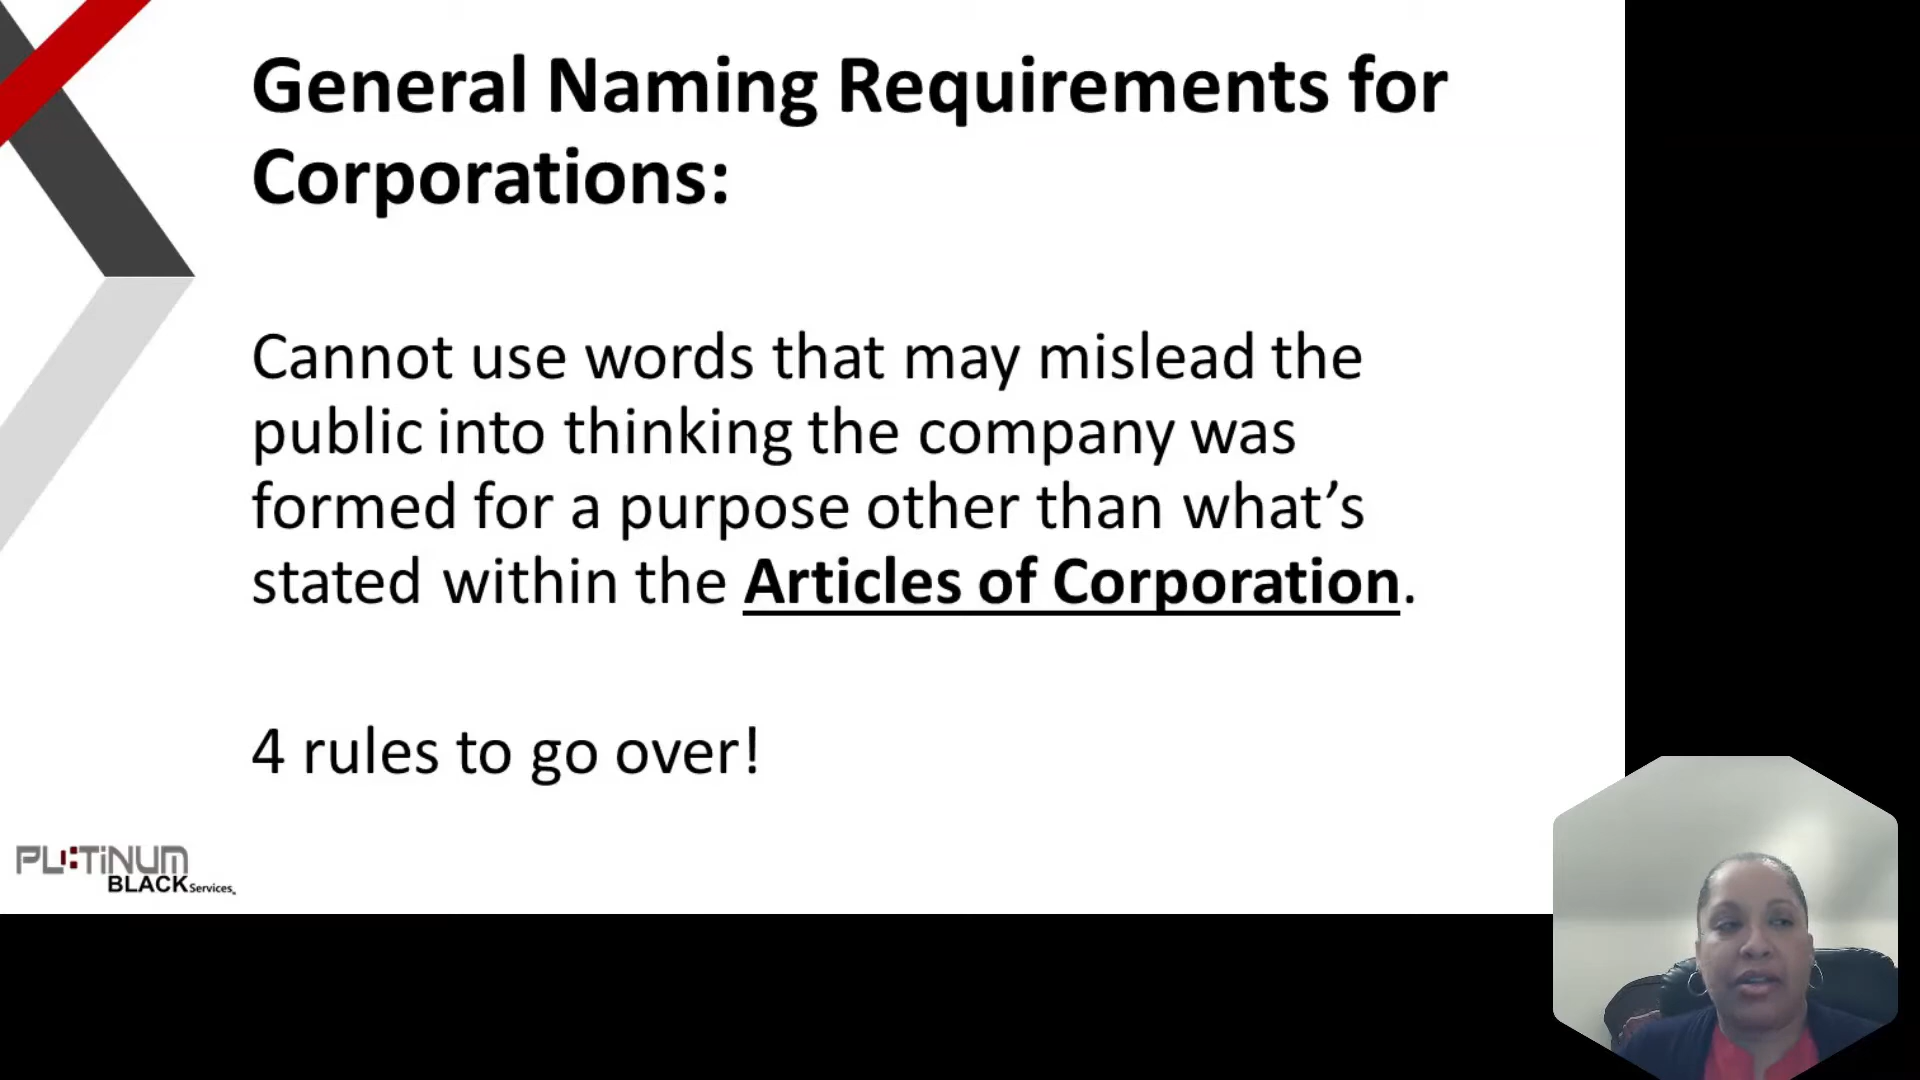 General Naming Requirements for
Corporations:
Cannot use words that may mislead the
public into thinking the company was
formed for a purpose other than what’s
stated within the Articles of Corporation.
4 rules to go over!
PLATINUM
BLACK Services